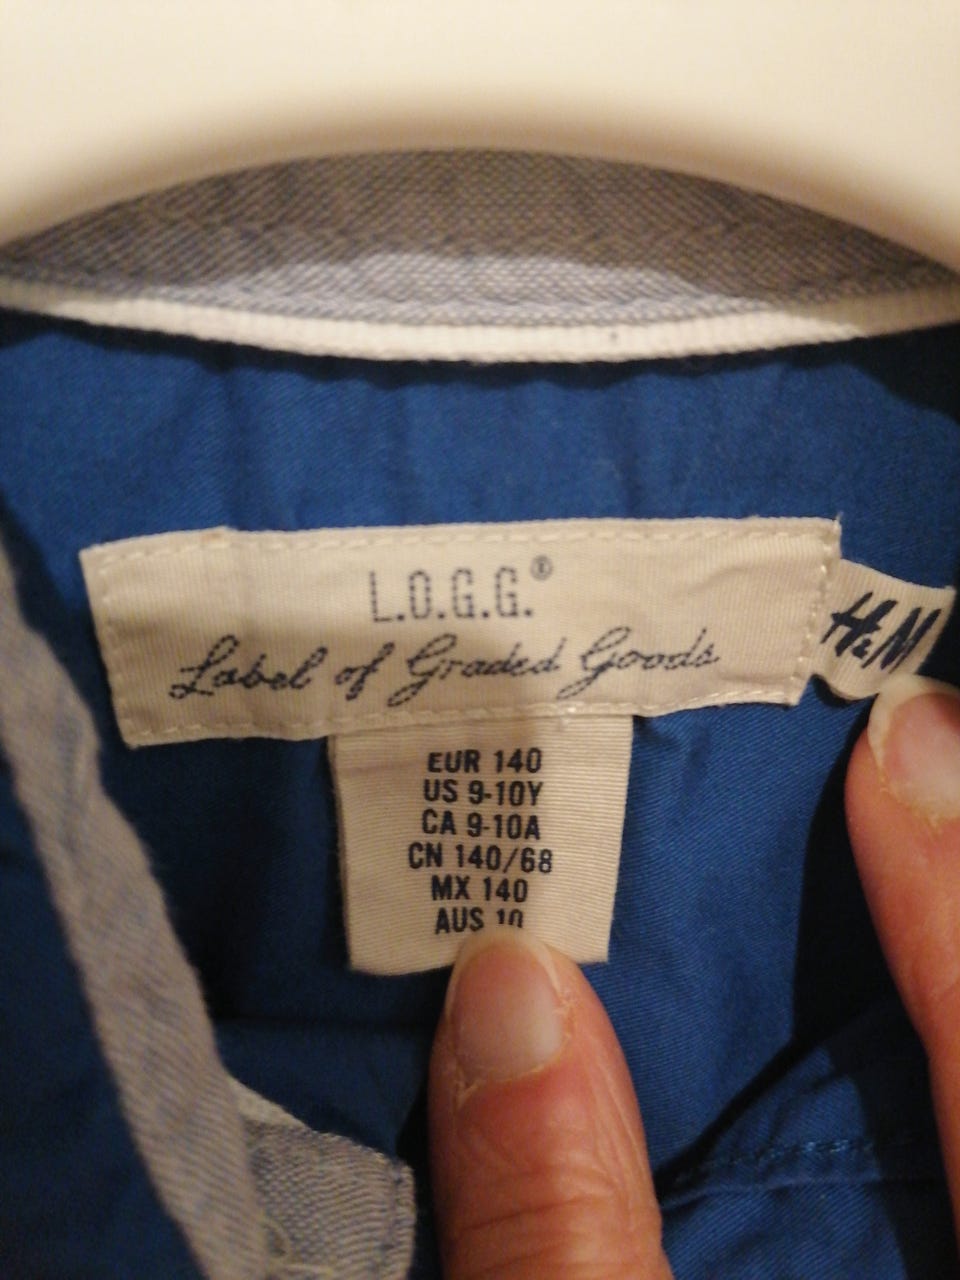 L.O.G.G.®
Label of Graded Goods
H&M
EUR 140
US 9-10Y
CA 9-10A
CN 140/68
MX 140
AUS 10